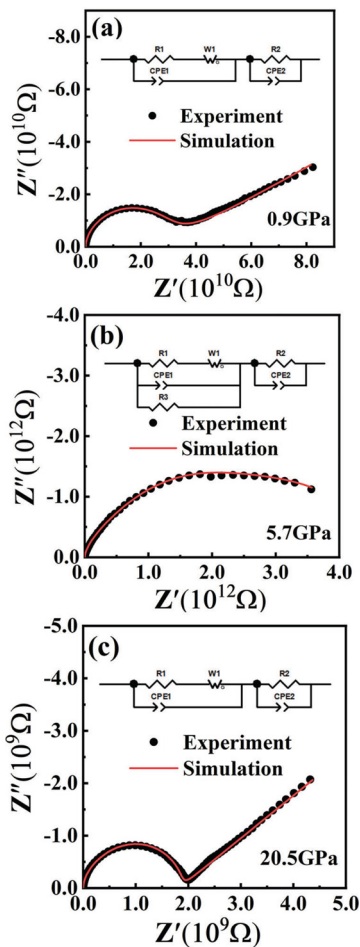 (a)
-8.0
-6.0
-4.0
-2.0
0.0
Z″(10¹⁰Ω)
R1 W1 R2
CPE1 CPE2
Experiment
Simulation
0.9GPa
0.0 2.0 4.0 6.0 8.0
Z′(10¹⁰Ω)
(b)
-4.0
-3.0
-2.0
-1.0
0.0
Z″(10¹²Ω)
R1 W1 R2
CPE1 CPE2
R3
Experiment
Simulation
5.7GPa
0.0 1.0 2.0 3.0 4.0
Z′(10¹²Ω)
(c)
-5.0
-4.0
-3.0
-2.0
-1.0
0.0
Z″(10⁹Ω)
R1 W1 R2
CPE1 CPE2
Experiment
Simulation
20.5GPa
0.0 1.0 2.0 3.0 4.0 5.0
Z′(10⁹Ω)